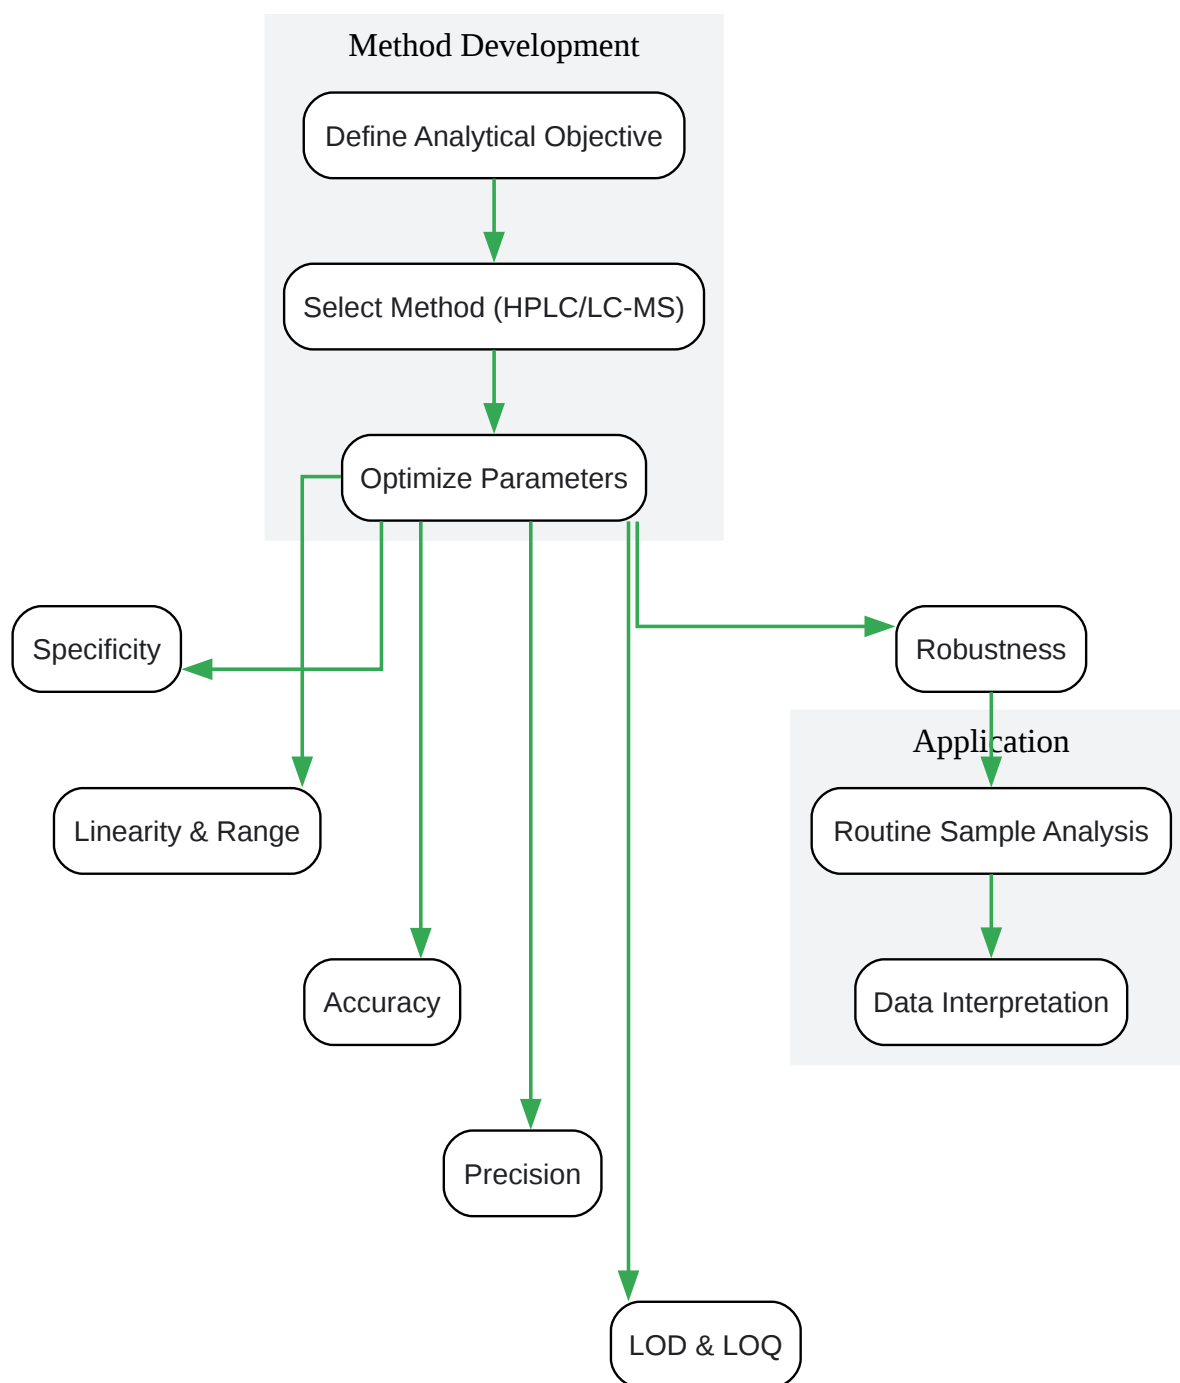 Method Development
Define Analytical Objective
Select Method (HPLC/LC-MS)
Optimize Parameters
Specificity
Robustness
Application
Linearity & Range
Routine Sample Analysis
Accuracy
Data Interpretation
Precision
LOD & LOQ